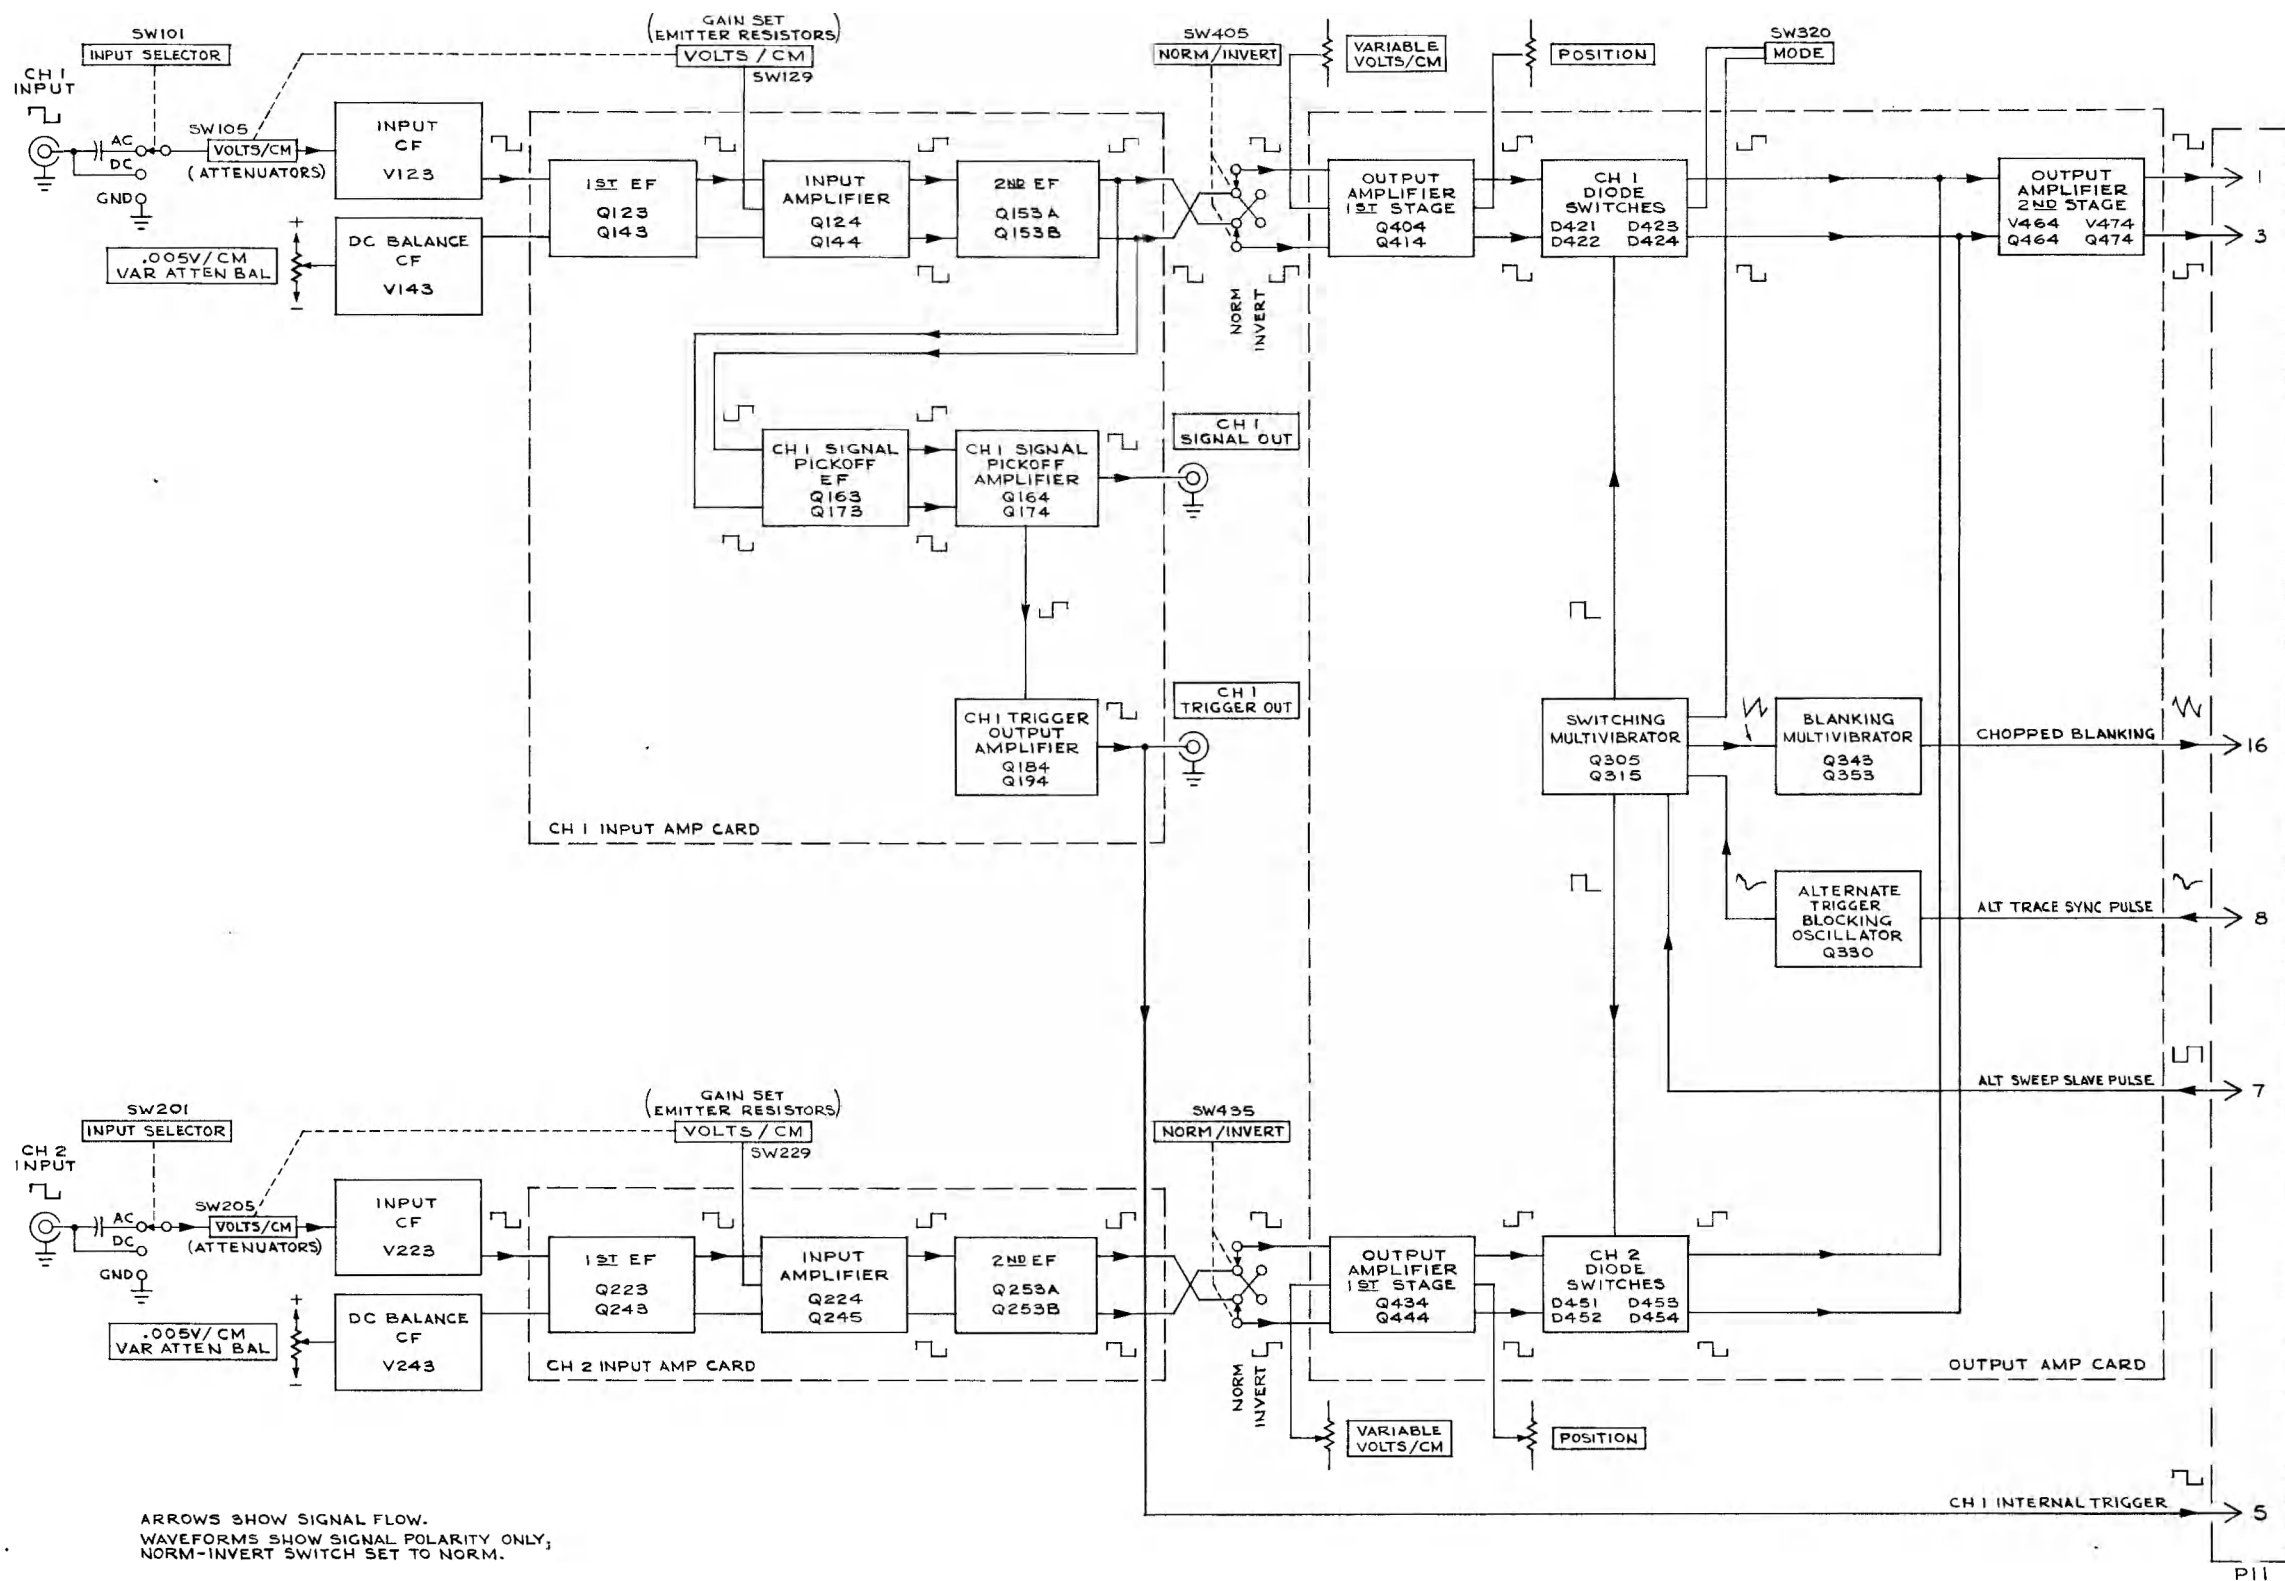 SW101
INPUT SELECTOR
CH 1
INPUT
AC
DC
GND
SW105
VOLTS/CM
(ATTENUATORS)
+
.005V/CM
VAR ATTEN BAL
−
INPUT
CF
V123
DC BALANCE
CF
V143
(GAIN SET
EMITTER RESISTORS)
VOLTS / CM
SW129
1ST EF
Q123
Q143
INPUT
AMPLIFIER
Q124
Q144
2ND EF
Q153A
Q153B
SW405
NORM/INVERT
NORM
INVERT
VARIABLE
VOLTS/CM
POSITION
SW320
MODE
OUTPUT
AMPLIFIER
1ST STAGE
Q404
Q414
CH 1
DIODE
SWITCHES
D421 D423
D422 D424
OUTPUT
AMPLIFIER
2ND STAGE
V464 V474
Q464 Q474
1
3
CH 1 SIGNAL
PICKOFF
EF
Q163
Q173
CH 1 SIGNAL
PICKOFF
AMPLIFIER
Q164
Q174
CH 1
SIGNAL OUT
CH 1 TRIGGER
OUTPUT
AMPLIFIER
Q184
Q194
CH 1
TRIGGER OUT
CH 1 INPUT AMP CARD
SWITCHING
MULTIVIBRATOR
Q305
Q315
BLANKING
MULTIVIBRATOR
Q343
Q353
CHOPPED BLANKING
16
ALTERNATE
TRIGGER
BLOCKING
OSCILLATOR
Q330
ALT TRACE SYNC PULSE
8
ALT SWEEP SLAVE PULSE
7
SW201
INPUT SELECTOR
CH 2
INPUT
AC
DC
GND
SW205
VOLTS/CM
(ATTENUATORS)
+
.005V/CM
VAR ATTEN BAL
−
INPUT
CF
V223
DC BALANCE
CF
V243
(GAIN SET
EMITTER RESISTORS)
VOLTS / CM
SW229
1ST EF
Q223
Q243
INPUT
AMPLIFIER
Q224
Q245
2ND EF
Q253A
Q253B
CH 2 INPUT AMP CARD
SW435
NORM/INVERT
NORM
INVERT
OUTPUT
AMPLIFIER
1ST STAGE
Q434
Q444
CH 2
DIODE
SWITCHES
D451 D453
D452 D454
OUTPUT AMP CARD
VARIABLE
VOLTS/CM
POSITION
CH 1 INTERNAL TRIGGER
5
P11
ARROWS SHOW SIGNAL FLOW.
WAVEFORMS SHOW SIGNAL POLARITY ONLY;
NORM-INVERT SWITCH SET TO NORM.